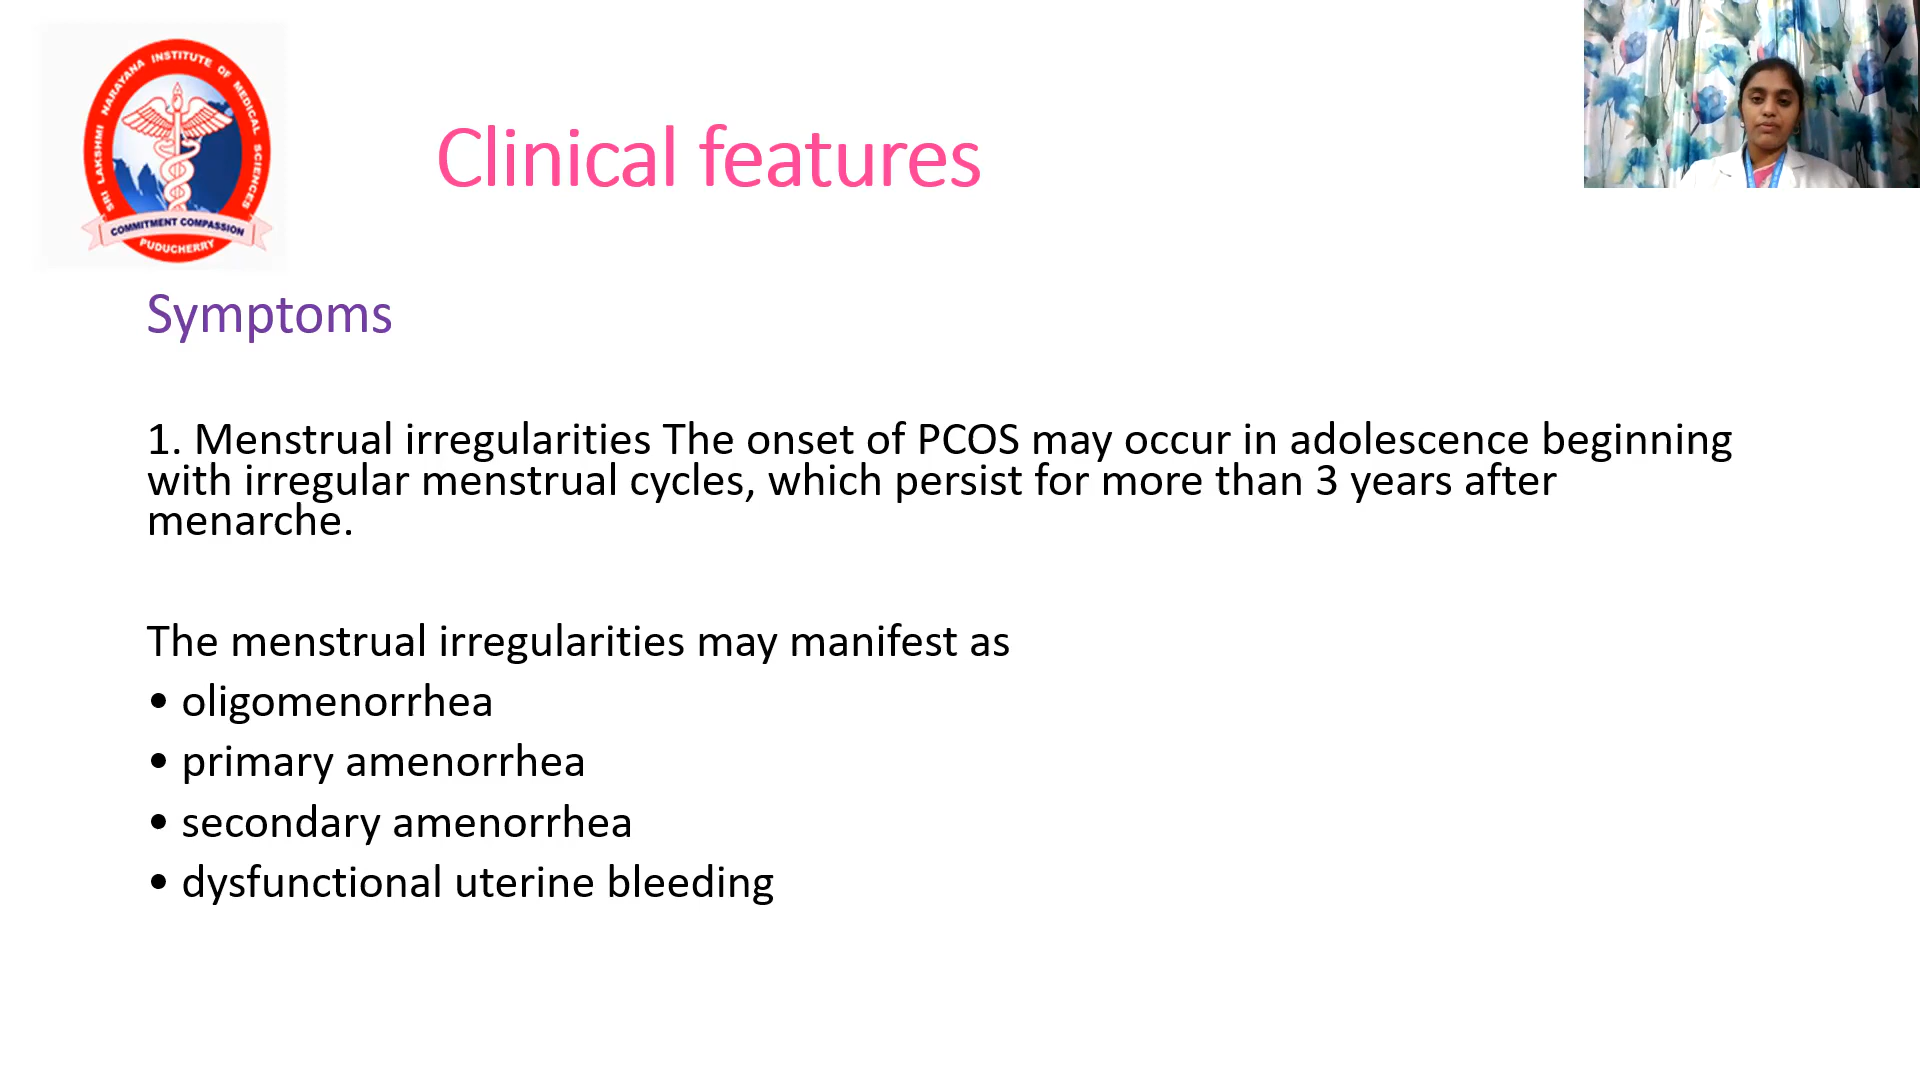 SRI LAKSHMI NARAYANA INSTITUTE OF MEDICAL SCIENCES
COMMITMENT COMPASSION
PUDUCHERRY
Clinical features
Symptoms
1. Menstrual irregularities The onset of PCOS may occur in adolescence beginning
with irregular menstrual cycles, which persist for more than 3 years after
menarche.
The menstrual irregularities may manifest as
• oligomenorrhea
• primary amenorrhea
• secondary amenorrhea
• dysfunctional uterine bleeding